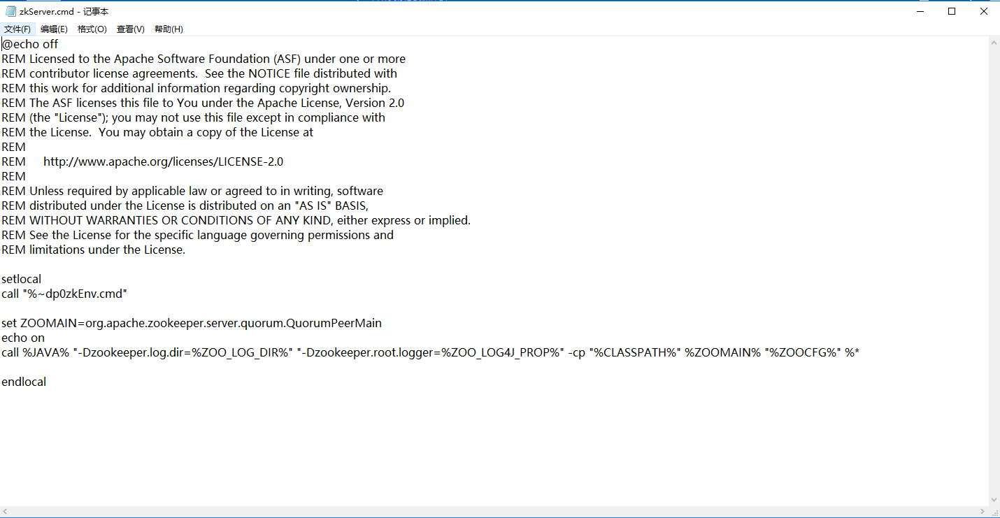 zkServer.cmd - 记事本
文件(F) 编辑(E) 格式(O) 查看(V) 帮助(H)
@echo off
REM Licensed to the Apache Software Foundation (ASF) under one or more
REM contributor license agreements.  See the NOTICE file distributed with
REM this work for additional information regarding copyright ownership.
REM The ASF licenses this file to You under the Apache License, Version 2.0
REM (the "License"); you may not use this file except in compliance with
REM the License.  You may obtain a copy of the License at
REM
REM     http://www.apache.org/licenses/LICENSE-2.0
REM
REM Unless required by applicable law or agreed to in writing, software
REM distributed under the License is distributed on an "AS IS" BASIS,
REM WITHOUT WARRANTIES OR CONDITIONS OF ANY KIND, either express or implied.
REM See the License for the specific language governing permissions and
REM limitations under the License.
setlocal
call "%~dp0zkEnv.cmd"
set ZOOMAIN=org.apache.zookeeper.server.quorum.QuorumPeerMain
echo on
call %JAVA% "-Dzookeeper.log.dir=%ZOO_LOG_DIR%" "-Dzookeeper.root.logger=%ZOO_LOG4J_PROP%" -cp "%CLASSPATH%" %ZOOMAIN% "%ZOOCFG%" %*
endlocal